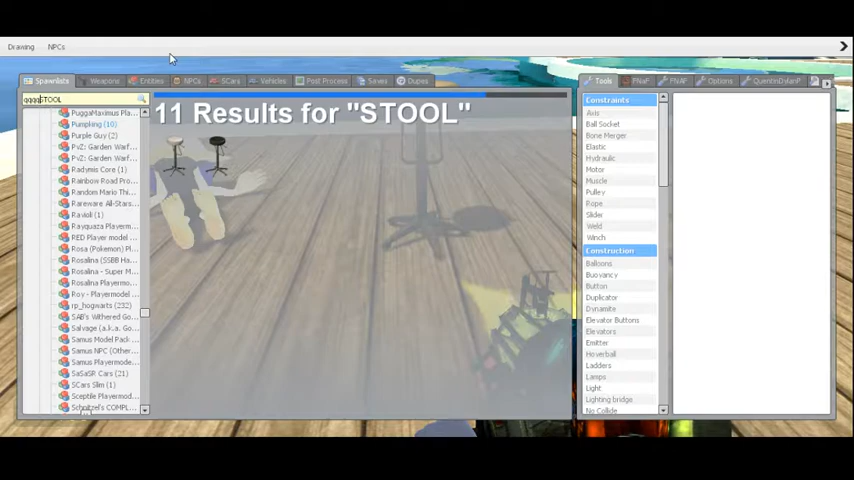 Drawing NPCs
Spawnlists Weapons Entities NPCs SCars Vehicles Post Process Saves Dupes
qqqqSTOOL
11 Results for "STOOL"
PuggaMaximus Pla...
Pumpking (10)
Purple Guy (2)
PvZ: Garden Warf...
PvZ: Garden Warf...
Radymis Core (1)
Rainbow Road Pro...
Random Mario Thi...
Rareware All-Stars...
Ravioli (1)
Rayquaza Playerm...
RED Player model ...
Rosa (Pokemon) Pl...
Rosalina (SSBB Ha...
Rosalina - Super M...
Rosalina Playermo...
Roy - Playermodel ...
rp_hogwarts (232)
SAB's Withered Go...
Salvage (a.k.a. Go...
Samus Model Pack ...
Samus NPC (Other...
Samus Playermode...
SaSaSR Cars (21)
SCars Slim (1)
Sceptile Playermod...
Schnitzel's COMPL...
Tools FNaF FNAF Options QuentnDylanP
Constraints
Axis
Ball Socket
Bone Merger
Elastic
Hydraulic
Motor
Muscle
Pulley
Rope
Slider
Weld
Winch
Construction
Balloons
Buoyancy
Button
Duplicator
Dynamite
Elevator Buttons
Elevators
Emitter
Hoverball
Ladders
Lamps
Light
Lighting bridge
No Collide